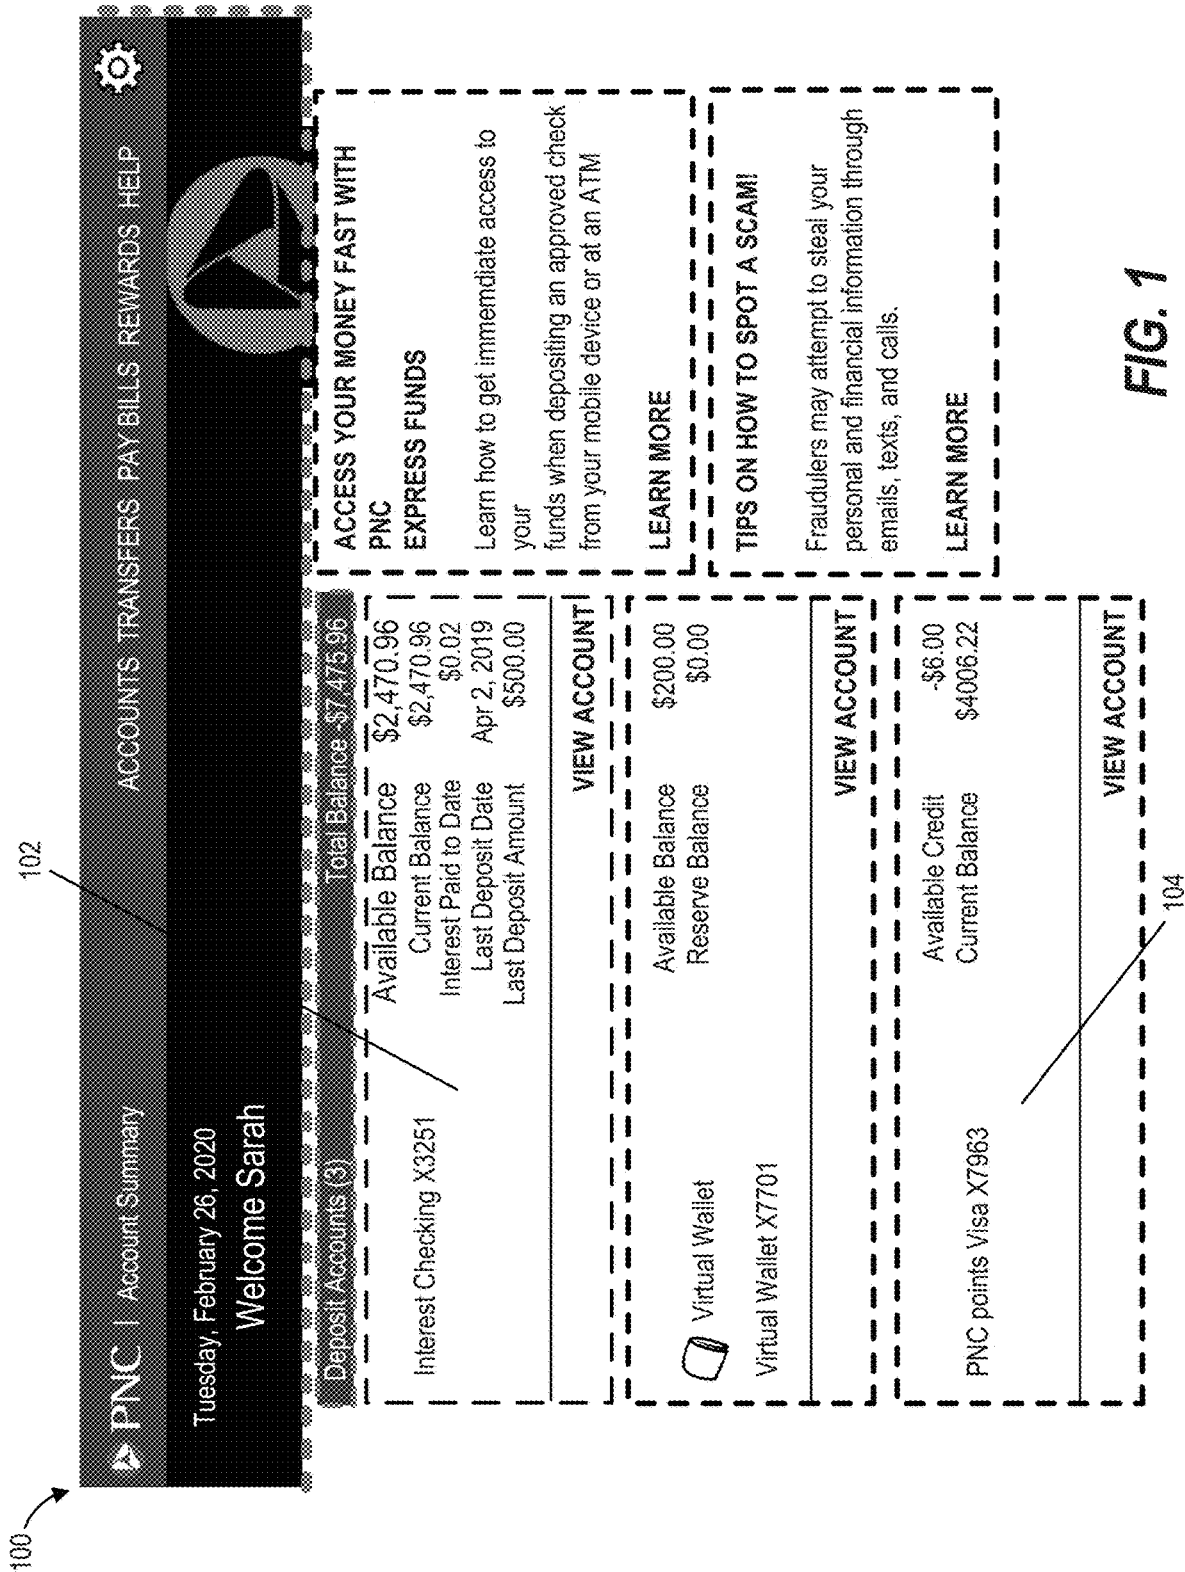 100
102
PNC | Account Summary
ACCOUNTS TRANSFERS PAY BILLS REWARDS HELP
Tuesday, February 26, 2020
Welcome Sarah
Deposit Accounts (3) Total Balance -$7,475.96
Interest Checking X3251
Available Balance $2,470.96
Current Balance $2,470.96
Interest Paid to Date $0.02
Last Deposit Date Apr 2, 2019
Last Deposit Amount $500.00
VIEW ACCOUNT
Virtual Wallet
Virtual Wallet X7701
Available Balance $200.00
Reserve Balance $0.00
VIEW ACCOUNT
PNC points Visa X7963
Available Credit -$6.00
Current Balance $4006.22
VIEW ACCOUNT
104
ACCESS YOUR MONEY FAST WITH
PNC
EXPRESS FUNDS
Learn how to get immemdiate access to
your
funds when depositing an approved check
from your mobile device or at an ATM
LEARN MORE
TIPS ON HOW TO SPOT A SCAM!
Fraudulers may attempt to steal your
personal and financial information through
emails, texts, and calls.
LEARN MORE
FIG. 1